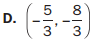 D. (-5/3, -8/3)